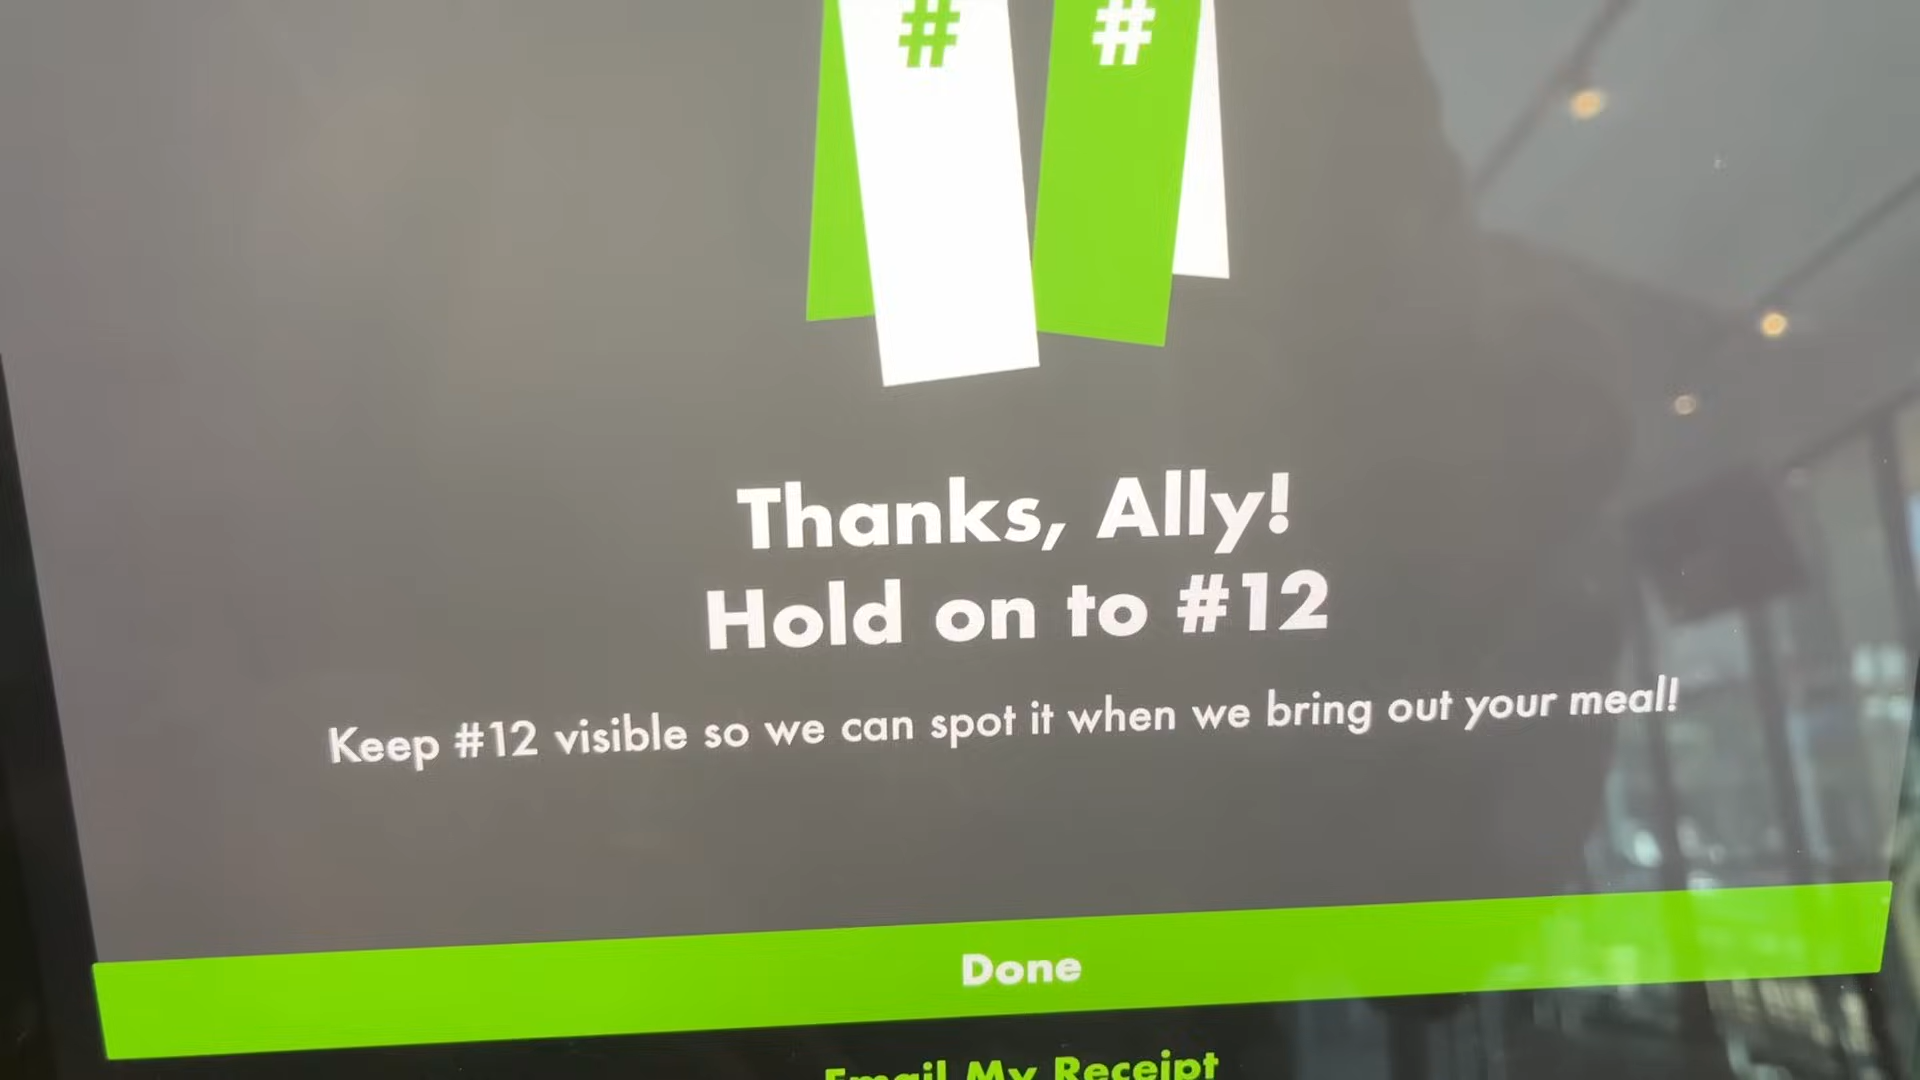 # #
Thanks, Ally!
Hold on to #12
Keep #12 visible so we can spot it when we bring out your meal!
Done
Email My Receipt